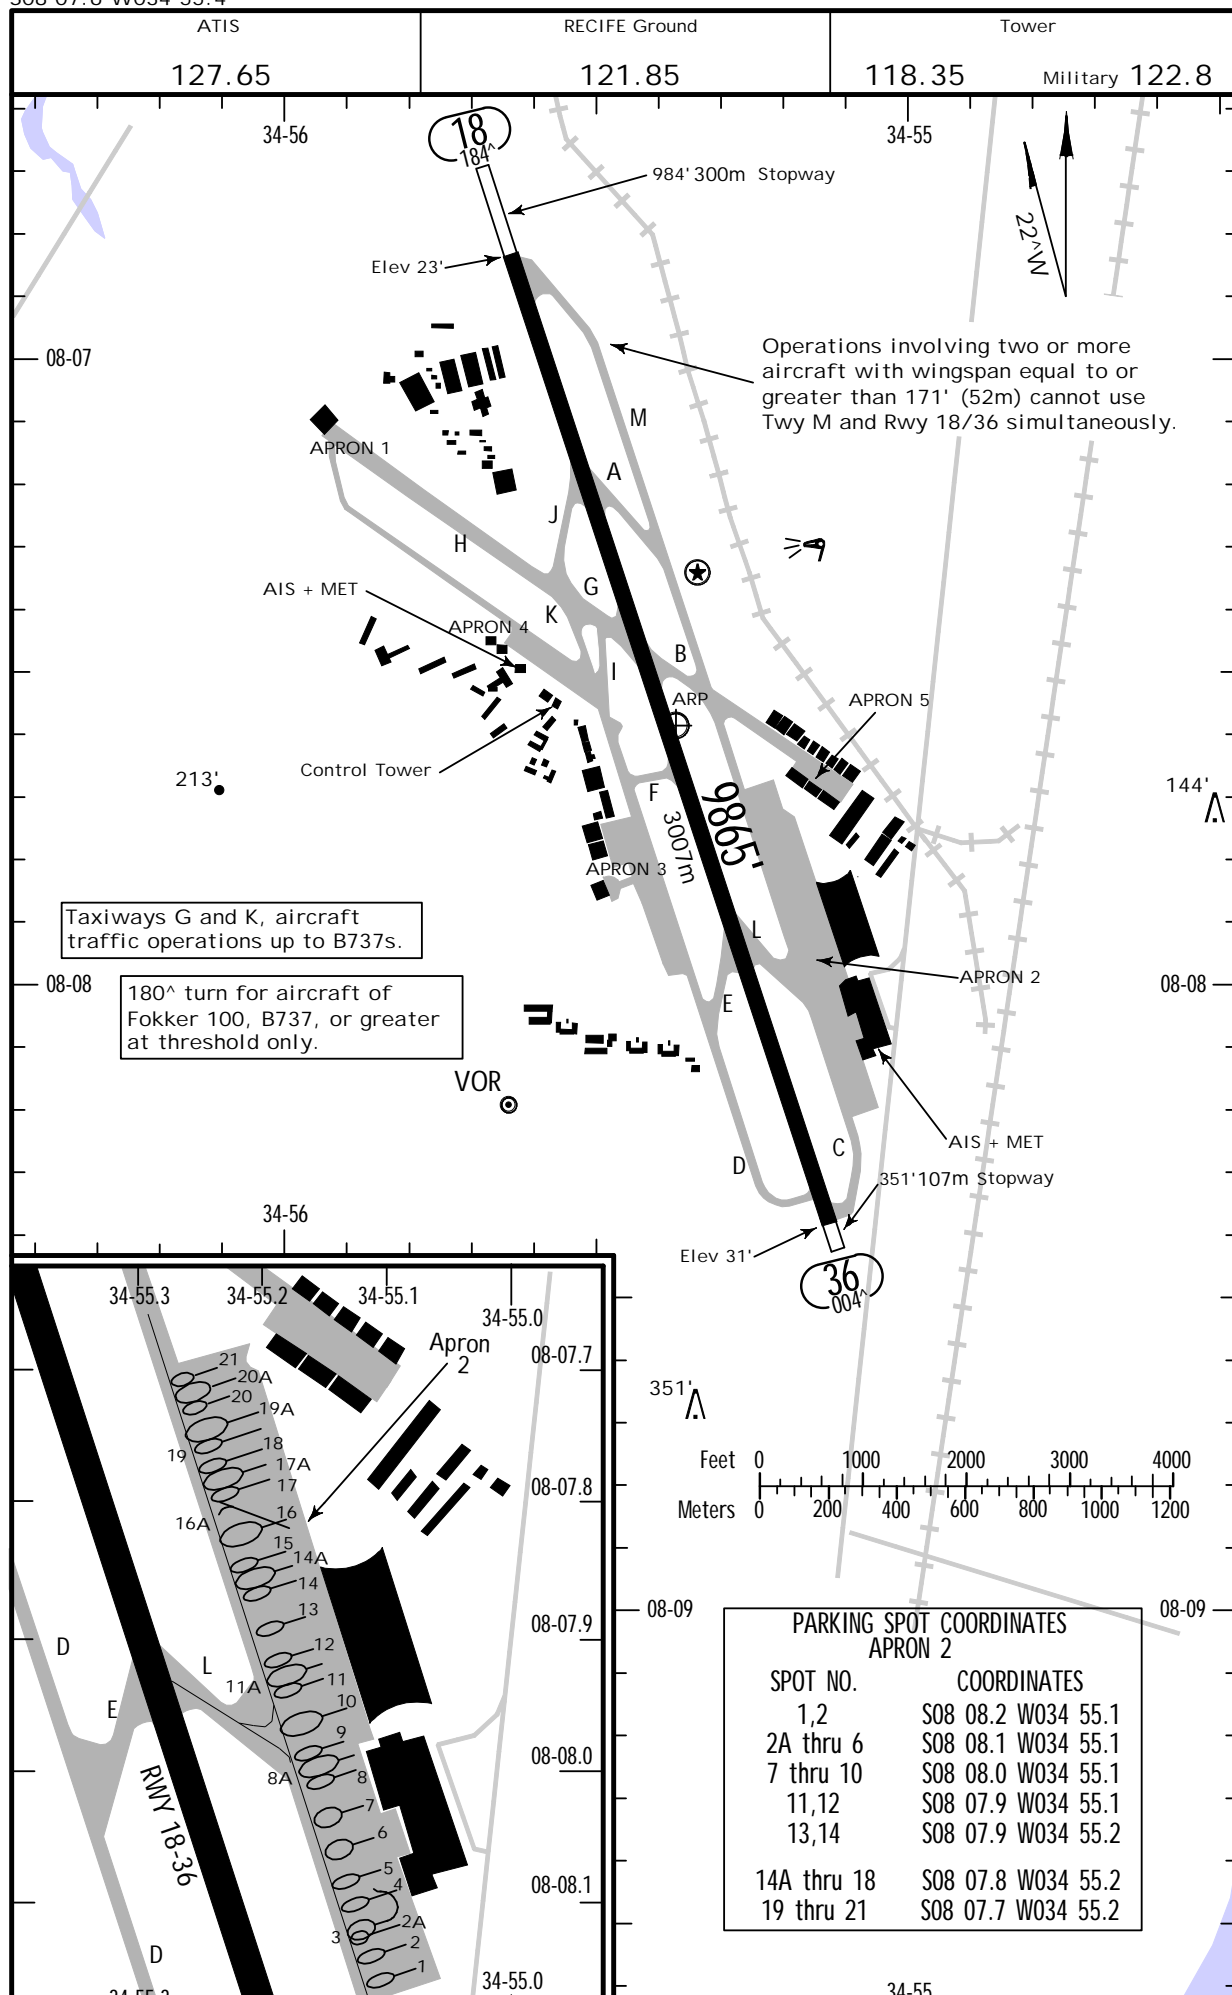 S08 07.6 W034 55.4
ATIS
127.65
RECIFE Ground
121.85
Tower
118.35
Military 122.8
34-56
34-55
18
184^
984' 300m Stopway
22^W
Elev 23'
08-07
Operations involving two or more
aircraft with wingspan equal to or
greater than 171' (52m) cannot use
Twy M and Rwy 18/36 simultaneously.
M
APRON 1
A
J
H
AIS + MET
G
K
APRON 4
B
I
ARP
APRON 5
Control Tower
213'
144'
F
9865'
3007m
APRON 3
Taxiways G and K, aircraft
traffic operations up to B737s.
L
APRON 2
08-08
08-08
180^ turn for aircraft of
Fokker 100, B737, or greater
at threshold only.
E
VOR
AIS + MET
C
D
351' 107m Stopway
34-56
Elev 31'
36
004^
34-55.3
34-55.2
34-55.1
34-55.0
Apron
2
08-07.7
21
20A
20
19A
19
18
17A
17
16A
16
15
14A
14
13
12
11A
11
10
9
8A
8
7
6
5
4
3
2A
2
1
08-07.8
08-07.9
08-08.0
08-08.1
D
L
E
RWY 18-36
D
34-55.3
34-55.0
351'
Feet 0 1000 2000 3000 4000
Meters 0 200 400 600 800 1000 1200
08-09
08-09
PARKING SPOT COORDINATES
APRON 2
SPOT NO. COORDINATES
1,2 S08 08.2 W034 55.1
2A thru 6 S08 08.1 W034 55.1
7 thru 10 S08 08.0 W034 55.1
11,12 S08 07.9 W034 55.1
13,14 S08 07.9 W034 55.2
14A thru 18 S08 07.8 W034 55.2
19 thru 21 S08 07.7 W034 55.2
34-55